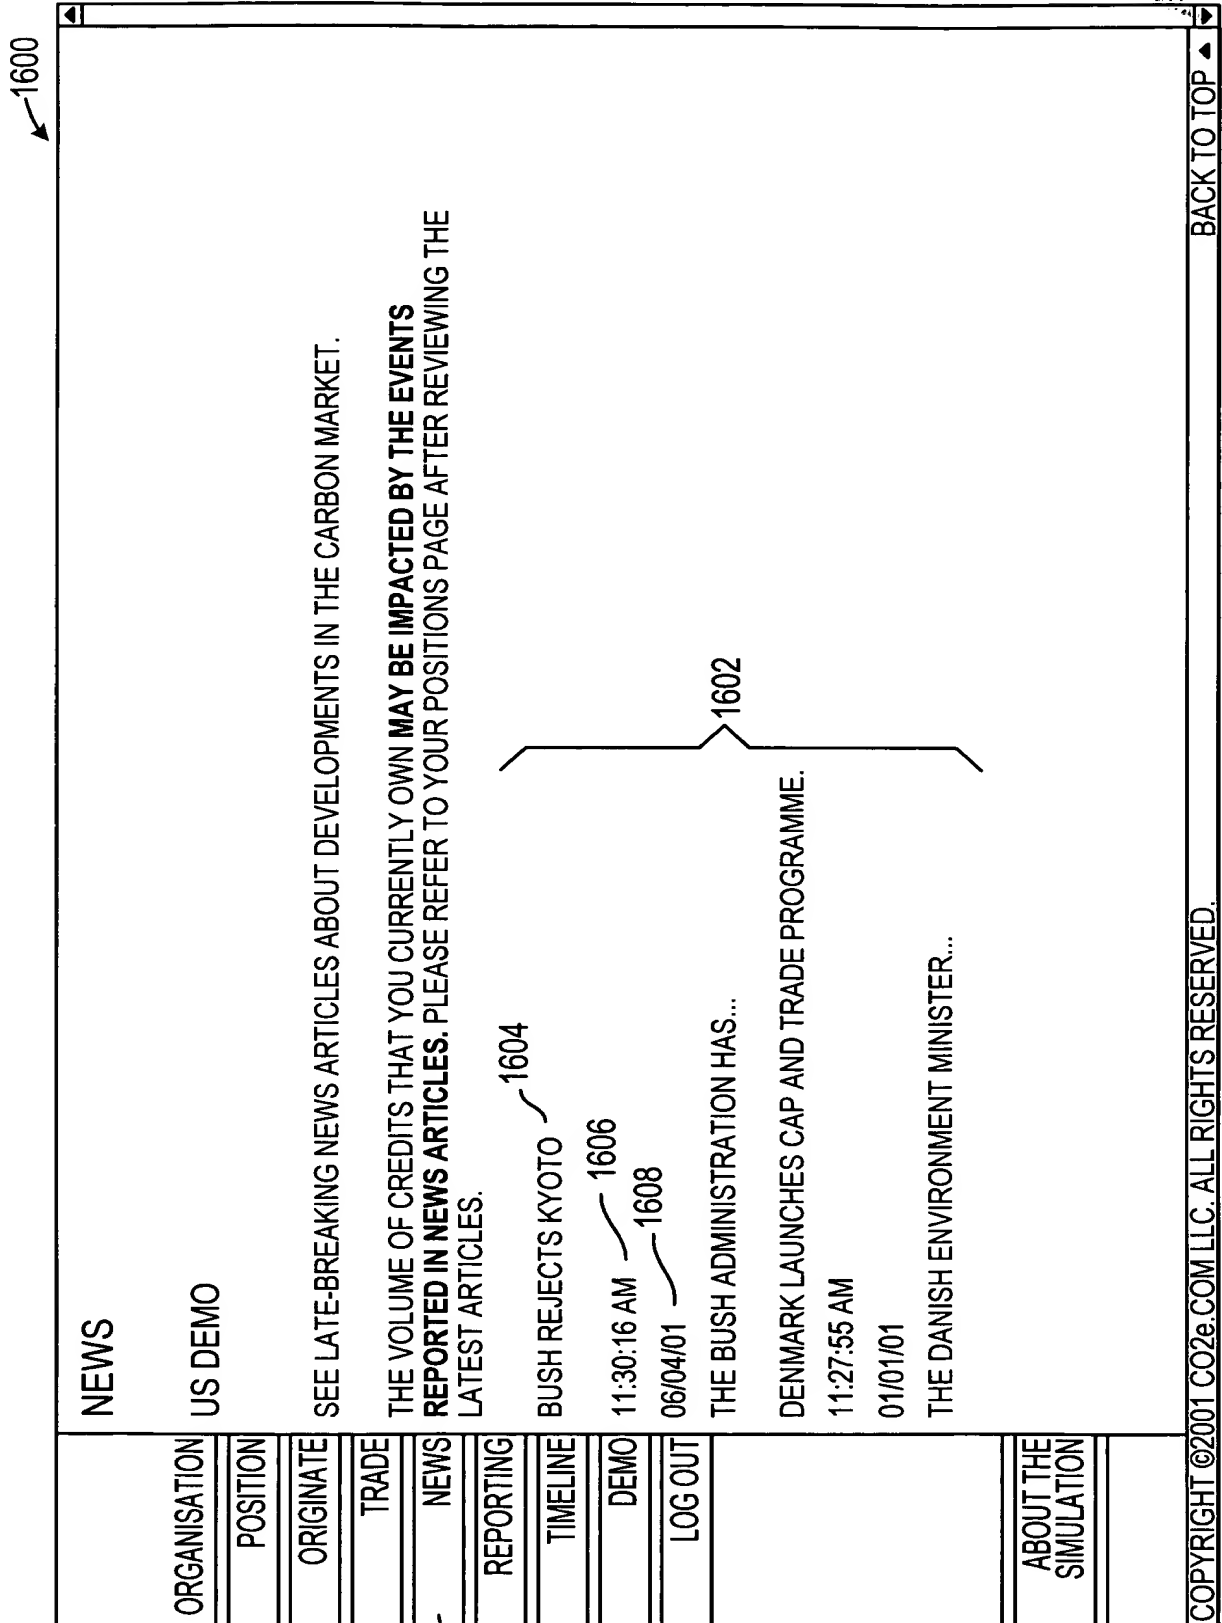 1600
NEWS
US DEMO
SEE LATE-BREAKING NEWS ARTICLES ABOUT DEVELOPMENTS IN THE CARBON MARKET.
THE VOLUME OF CREDITS THAT YOU CURRENTLY OWN MAY BE IMPACTED BY THE EVENTS
REPORTED IN NEWS ARTICLES. PLEASE REFER TO YOUR POSITIONS PAGE AFTER REVIEWING THE
LATEST ARTICLES.
BUSH REJECTS KYOTO
1604
11:30:16 AM
1606
06/04/01
1608
THE BUSH ADMINISTRATION HAS...
1602
DENMARK LAUNCHES CAP AND TRADE PROGRAMME.
11:27:55 AM
01/01/01
THE DANISH ENVIRONMENT MINISTER...
ORGANISATION
POSITION
ORIGINATE
TRADE
NEWS
REPORTING
TIMELINE
DEMO
LOG OUT
ABOUT THE
SIMULATION
COPYRIGHT ©2001 CO2e.COM LLC. ALL RIGHTS RESERVED.
BACK TO TOP